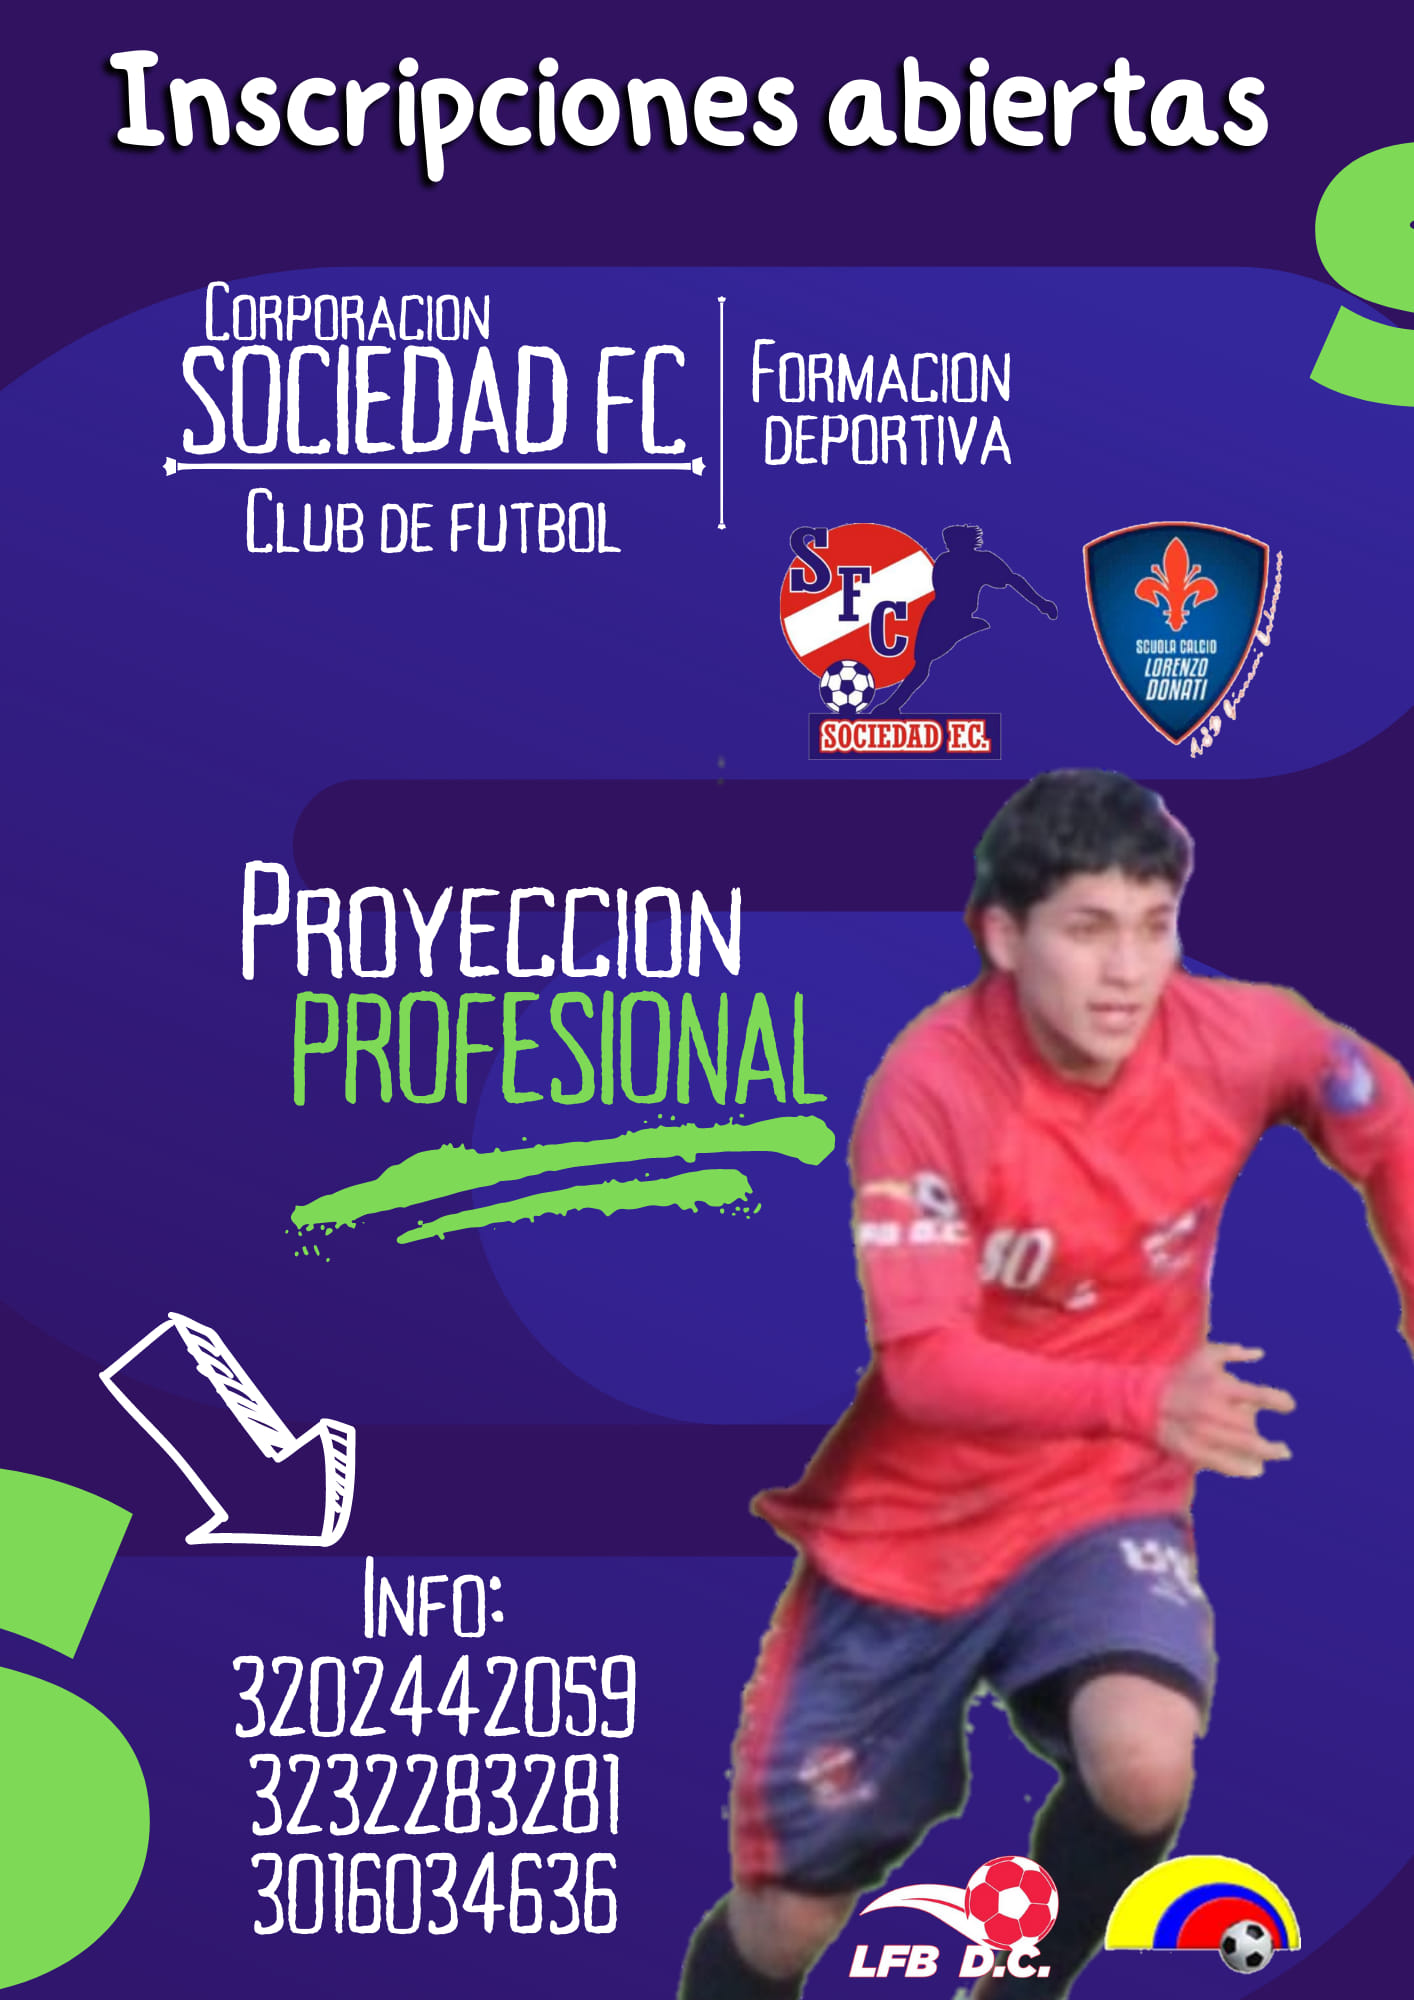 Inscripciones abiertas
CORPORACION
SOCIEDAD FC
CLUB DE FUTBOL
FORMACION
DEPORTIVA
SFC
SOCIEDAD F.C.
SCUOLA CALCIO
LORENZO
DONATI
PROYECCION
PROFESIONAL
D.C.
80
INFO:
3202442059
3232283281
3016034636
LFB D.C.